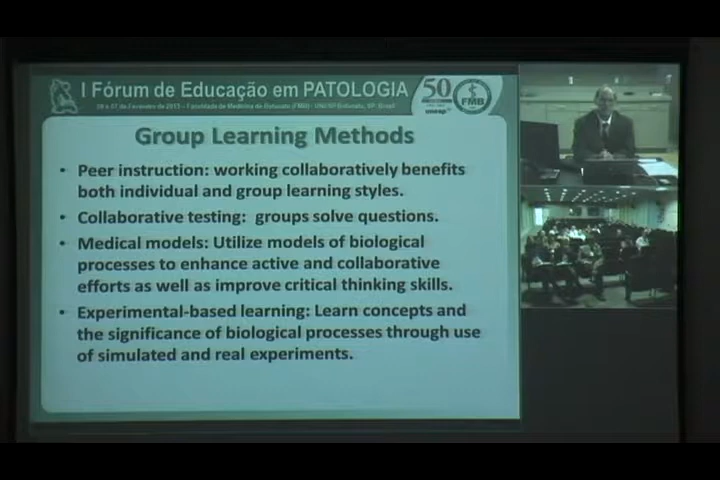 I Fórum de Educação em PATOLOGIA
50
unesp
FMB
Group Learning Methods
• Peer instruction: working collaboratively benefits
both individual and group learning styles.
• Collaborative testing: groups solve questions.
• Medical models: Utilize models of biological
processes to enhance active and collaborative
efforts as well as improve critical thinking skills.
• Experimental-based learning: Learn concepts and
the significance of biological processes through use
of simulated and real experiments.